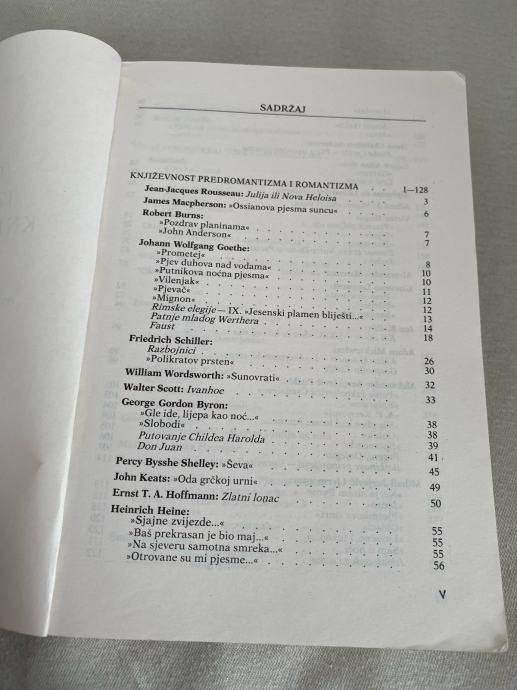 SADRŽAJ
KNJIŽEVNOST PREDROMANTIZMA I ROMANTIZMA . . . 1—128
Jean-Jacques Rousseau: Julija ili Nova Heloisa . . . 3
James Macpherson: »Ossianova pjesma suncu« . . . 6
Robert Burns:
»Pozdrav planinama« . . . 7
»John Anderson« . . . 7
Johann Wolfgang Goethe:
»Prometej« . . . 8
»Pjev duhova nad vodama« . . . 10
»Putnikova noćna pjesma« . . . 10
»Vilenjak« . . . 11
»Pjevač« . . . 12
»Mignon« . . . 12
Rimske elegije — IX. »Jesenski plamen bliješti...« . . . 13
Patnje mladog Werthera . . . 14
Faust . . . 18
Friedrich Schiller:
Razbojnici . . . 26
»Polikratov prsten« . . . 30
William Wordsworth: »Sunovrati« . . . 32
Walter Scott: Ivanhoe . . . 33
George Gordon Byron:
»Gle ide, lijepa kao noć...« . . . 38
»Slobodi« . . . 38
Putovanje Childea Harolda . . . 39
Don Juan . . . 41
Percy Bysshe Shelley: »Ševa« . . . 45
John Keats: »Oda grčkoj urni« . . . 49
Ernst T. A. Hoffmann: Zlatni lonac . . . 50
Heinrich Heine:
»Sjajne zvijezde...« . . . 55
»Baš prekrasan je bio maj...« . . . 55
»Na sjeveru samotna smreka...« . . . 55
»Otrovane su mi pjesme...« . . . 56
V